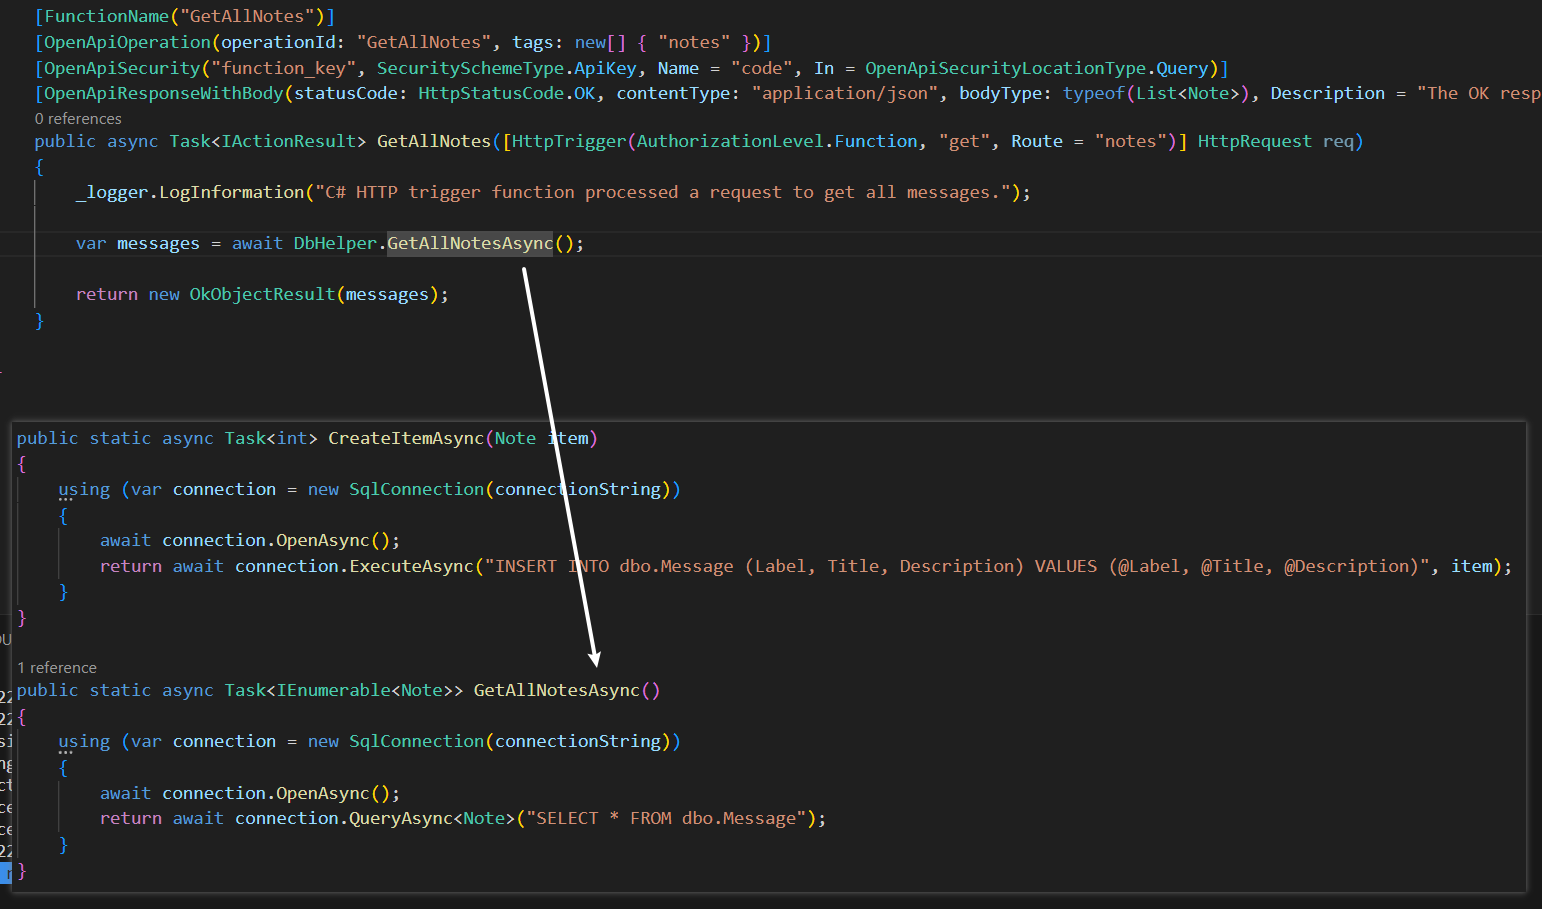 [FunctionName("GetAllNotes")]
[OpenApiOperation(operationId: "GetAllNotes", tags: new[] { "notes" })]
[OpenApiSecurity("function_key", SecuritySchemeType.ApiKey, Name = "code", In = OpenApiSecurityLocationType.Query)]
[OpenApiResponseWithBody(statusCode: HttpStatusCode.OK, contentType: "application/json", bodyType: typeof(List<Note>), Description = "The OK resp
0 references
public async Task<IActionResult> GetAllNotes([HttpTrigger(AuthorizationLevel.Function, "get", Route = "notes")] HttpRequest req)
{
_logger.LogInformation("C# HTTP trigger function processed a request to get all messages.");
var messages = await DbHelper.GetAllNotesAsync();
return new OkObjectResult(messages);
}
public static async Task<int> CreateItemAsync(Note item)
{
using (var connection = new SqlConnection(connectionString))
{
await connection.OpenAsync();
return await connection.ExecuteAsync("INSERT INTO dbo.Message (Label, Title, Description) VALUES (@Label, @Title, @Description)", item);
}
}
1 reference
public static async Task<IEnumerable<Note>> GetAllNotesAsync()
{
using (var connection = new SqlConnection(connectionString))
{
await connection.OpenAsync();
return await connection.QueryAsync<Note>("SELECT * FROM dbo.Message");
}
}